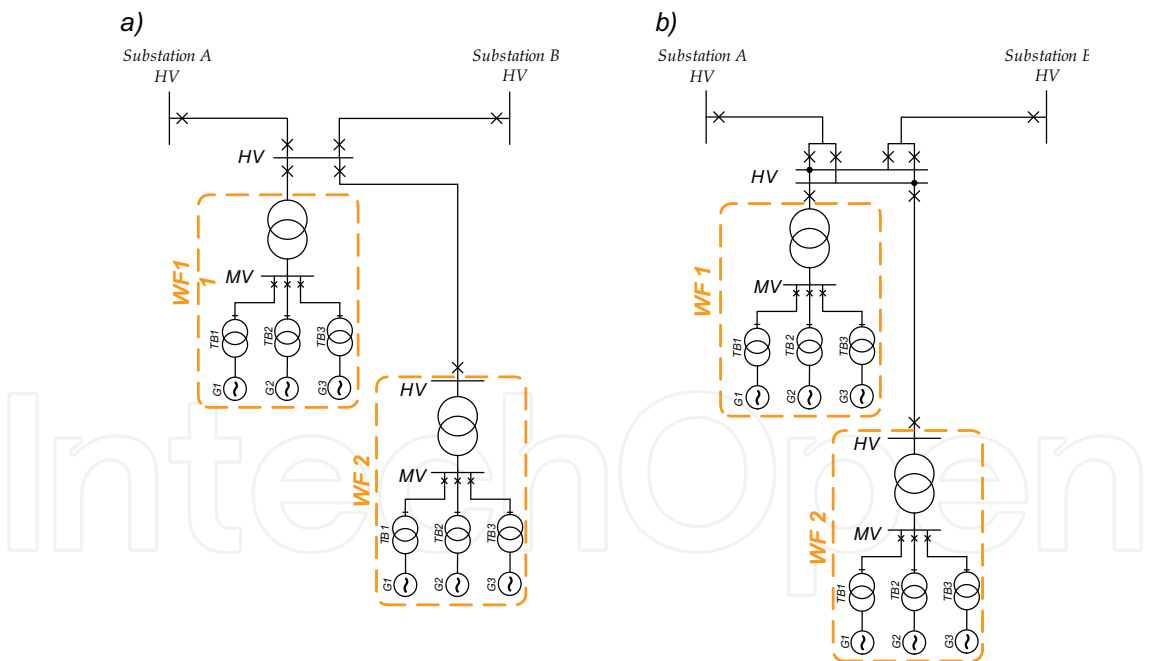 a)
Substation A
HV
Substation B
HV
HV
WF1
1
MV
TB1
TB2
TB3
G1
G2
G3
HV
WF 2
MV
TB1
TB2
TB3
G1
G2
G3
b)
Substation A
HV
Substation E
HV
HV
WF 1
MV
TB1
TB2
TB3
G1
G2
G3
HV
WF 2
MV
TB1
TB2
TB3
G1
G2
G3
IntechOpen